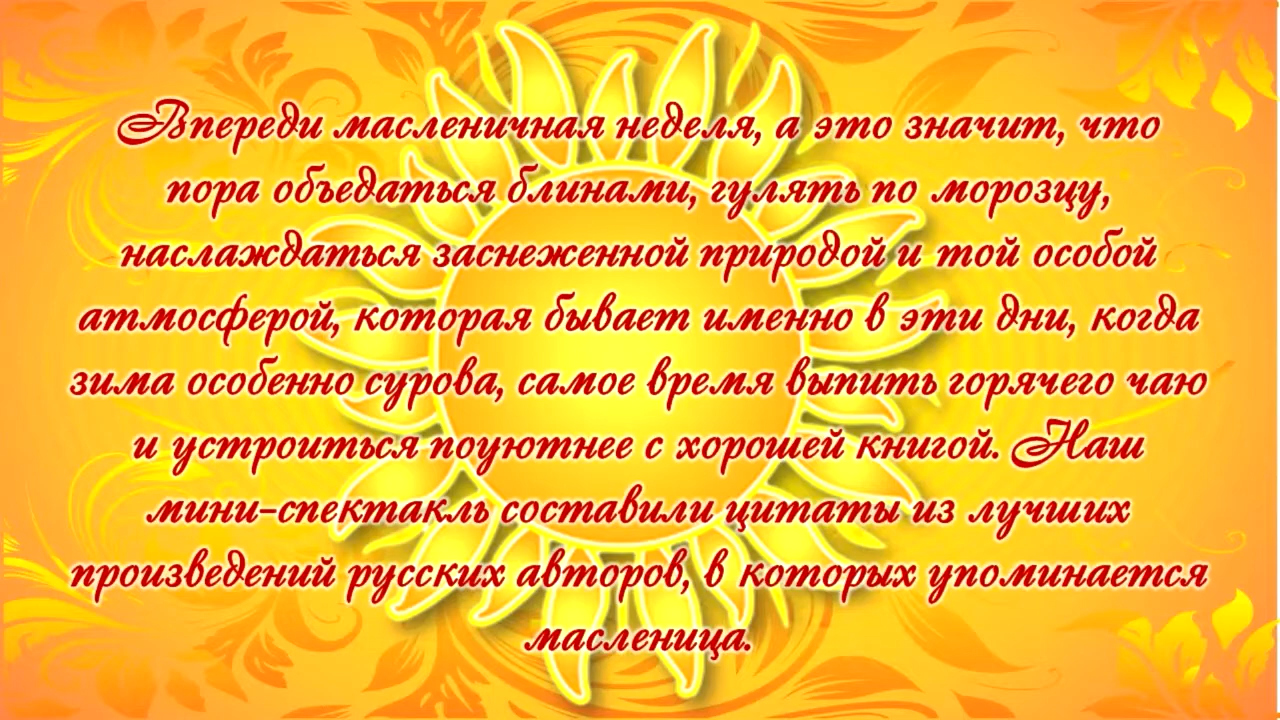 Впереди масленичная неделя, а это значит, что
пора объедаться блинами, гулять по морозцу,
наслаждаться заснеженной природой и той особой
атмосферой, которая бывает именно в эти дни, когда
зима особенно сурова, самое время выпить горячего чаю
и устроиться поуютнее с хорошей книгой. Наш
мини-спектакль составили цитаты из лучших
произведений русских авторов, в которых упоминается
масленица.